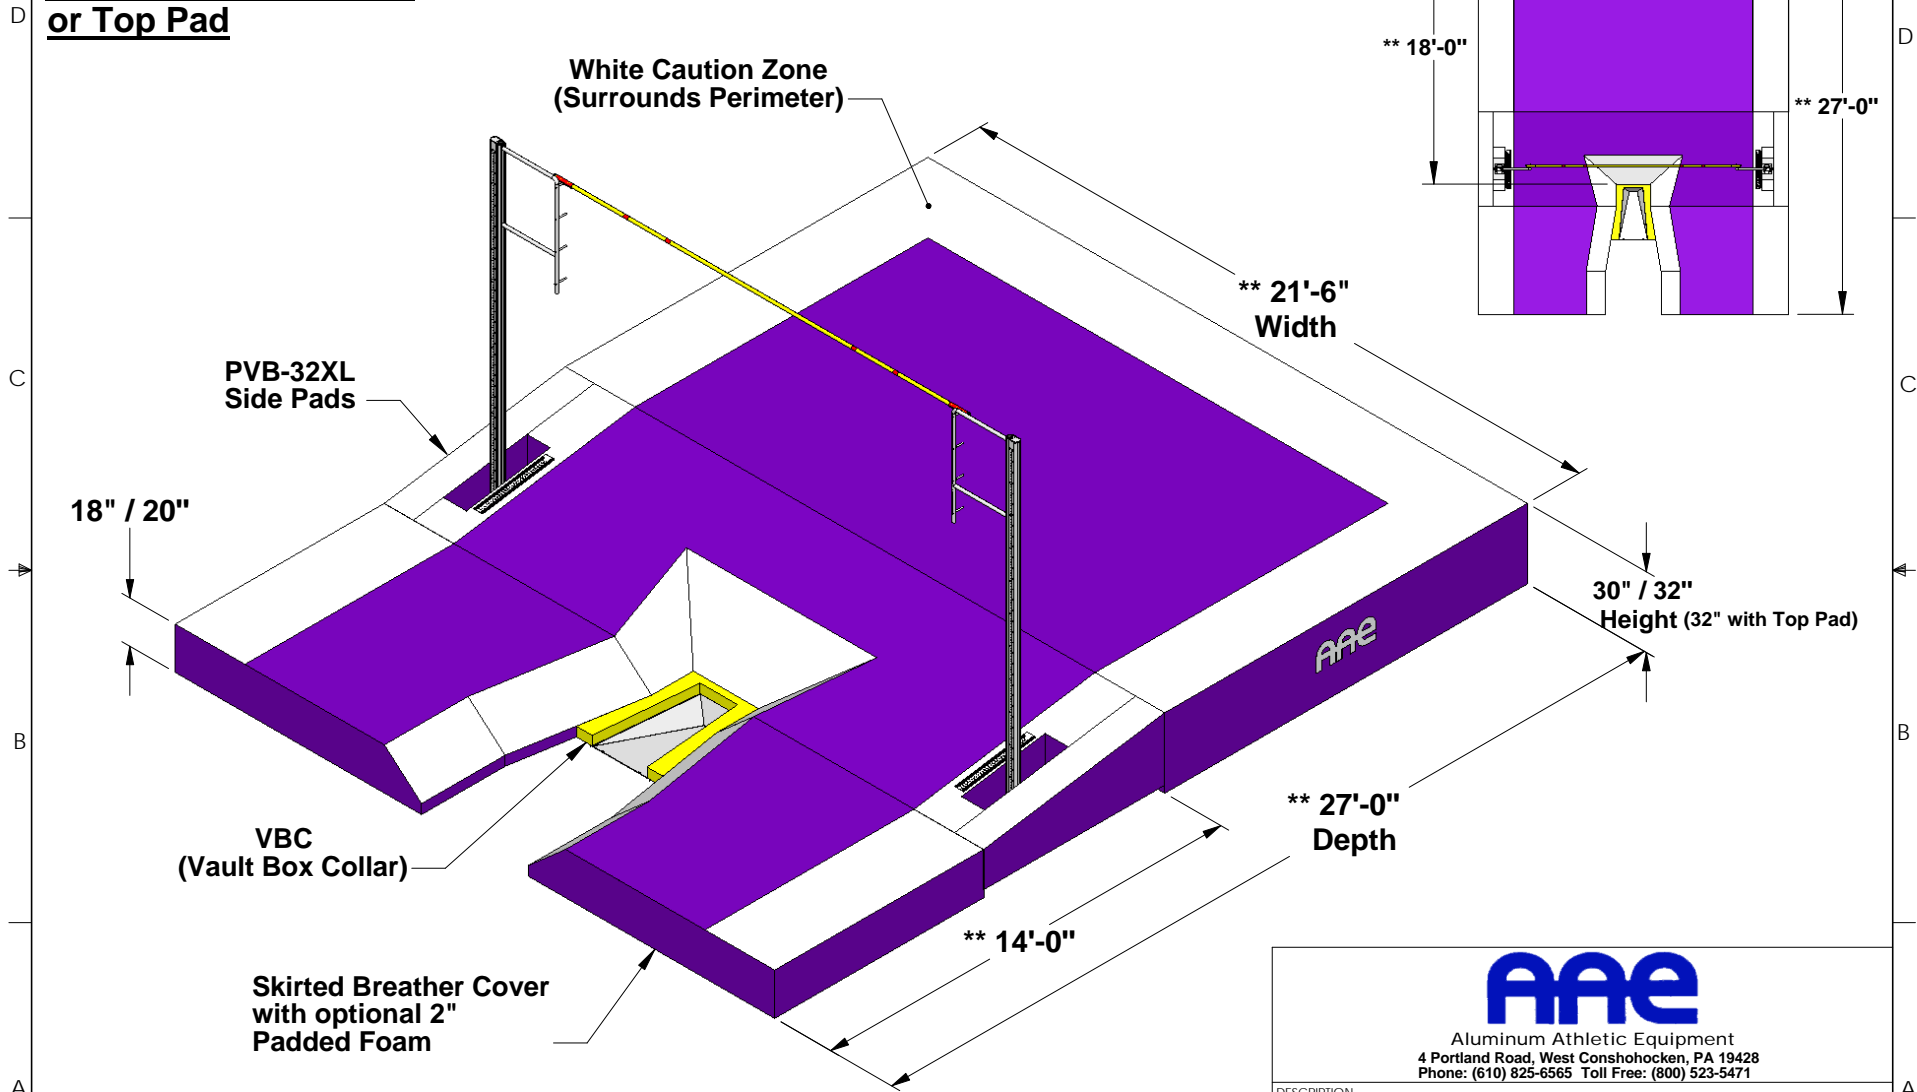 D
or Top Pad
White Caution Zone
(Surrounds Perimeter)
** 18'-0"
D
** 27'-0"
** 21'-6"
Width
C
PVB-32XL
Side Pads
C
18" / 20"
30" / 32"
Height (32" with Top Pad)
AAE
B
B
** 27'-0"
Depth
VBC
(Vault Box Collar)
** 14'-0"
Skirted Breather Cover
with optional 2"
Padded Foam
AAE
Aluminum Athletic Equipment
4 Portland Road, West Conshohocken, PA 19428
Phone: (610) 825-6565 Toll Free: (800) 523-5471
DESCRIPTION
A
A